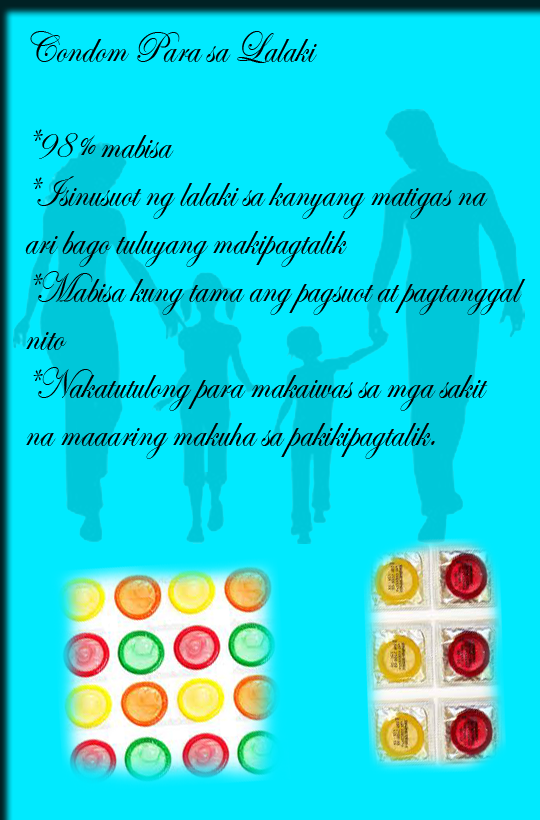 Condom Para sa Lalaki
*98% mabisa
*Isinusuot ng lalaki sa kanyang matigas na
ari bago tuluyang makipagtalik
*Mabisa kung tama ang pagsuot at pagtanggal
nito
*Nakatutulong para makaiwas sa mga sakit
na maaaring makuha sa pakikipagtalik.